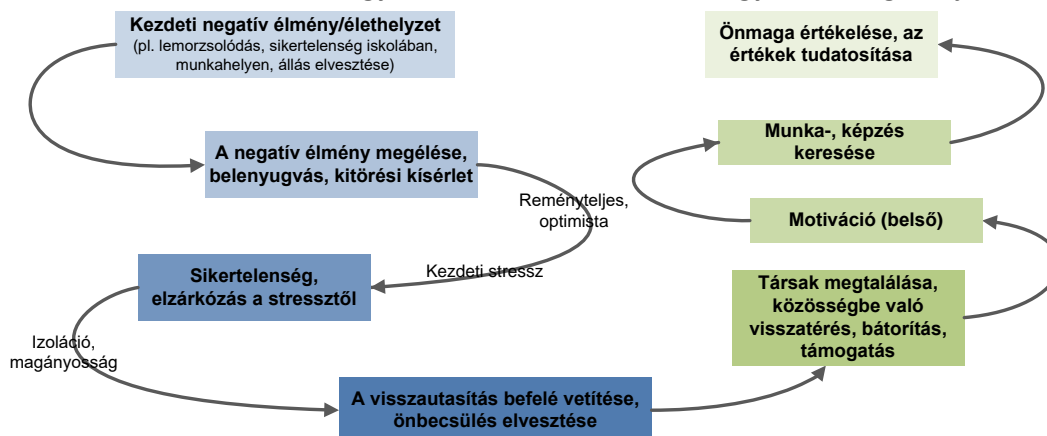 Kezdeti negatív élmény/élethelyzet
(pl. lemorzsolódás, sikertelenség iskolában,
munkahelyen, állás elvesztése)
A negatív élmény megélése,
belenyugvás, kitörési kísérlet
Reményteljes,
optimista
Kezdeti stressz
Sikertelenség,
elzárkózás a stressztől
Izoláció,
magányosság
A visszautasítás befelé vetítése,
önbecsülés elvesztése
Társak megtalálása,
közösségbe való
visszatérés, bátorítás,
támogatás
Motiváció (belső)
Munka-, képzés
keresése
Önmaga értékelése, az
értékek tudatosítása